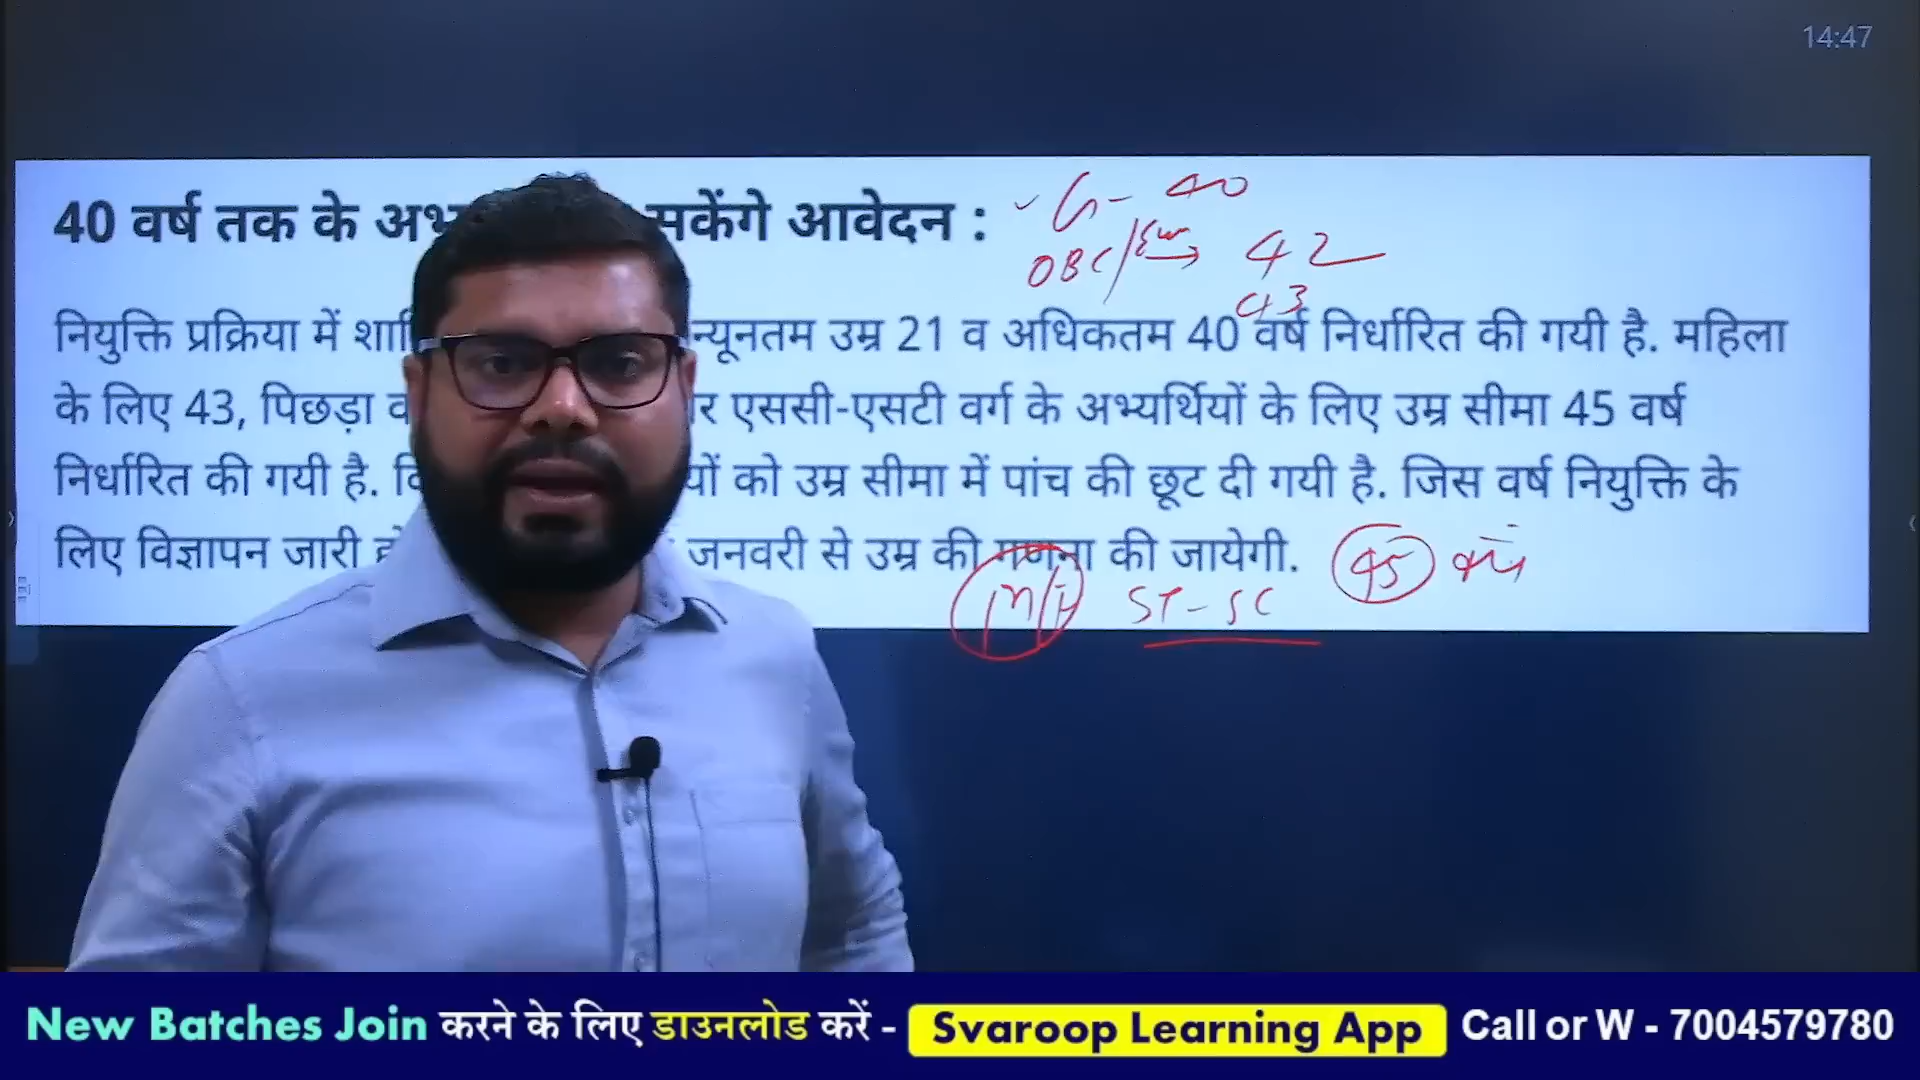 14:47
40 वर्ष तक के सकेंगे आवेदन :
G - 40
OBC/EWS → 42
43
नियुक्ति प्रक्रिया में न्यूनतम उम्र 21 व अधिकतम 40 वर्ष निर्धारित की गयी है. महिला
के लिए 43, पिछड़ा एससी-एसटी वर्ग के अभ्यर्थियों के लिए उम्र सीमा 45 वर्ष
निर्धारित की गयी है. को उम्र सीमा में पांच की छूट दी गयी है. जिस वर्ष नियुक्ति के
लिए विज्ञापन जारी जनवरी से उम्र की गणना की जायेगी.
45 वर्ष
M/F ST-SC
New Batches Join करने के लिए डाउनलोड करें - Svaroop Learning App Call or W - 7004579780